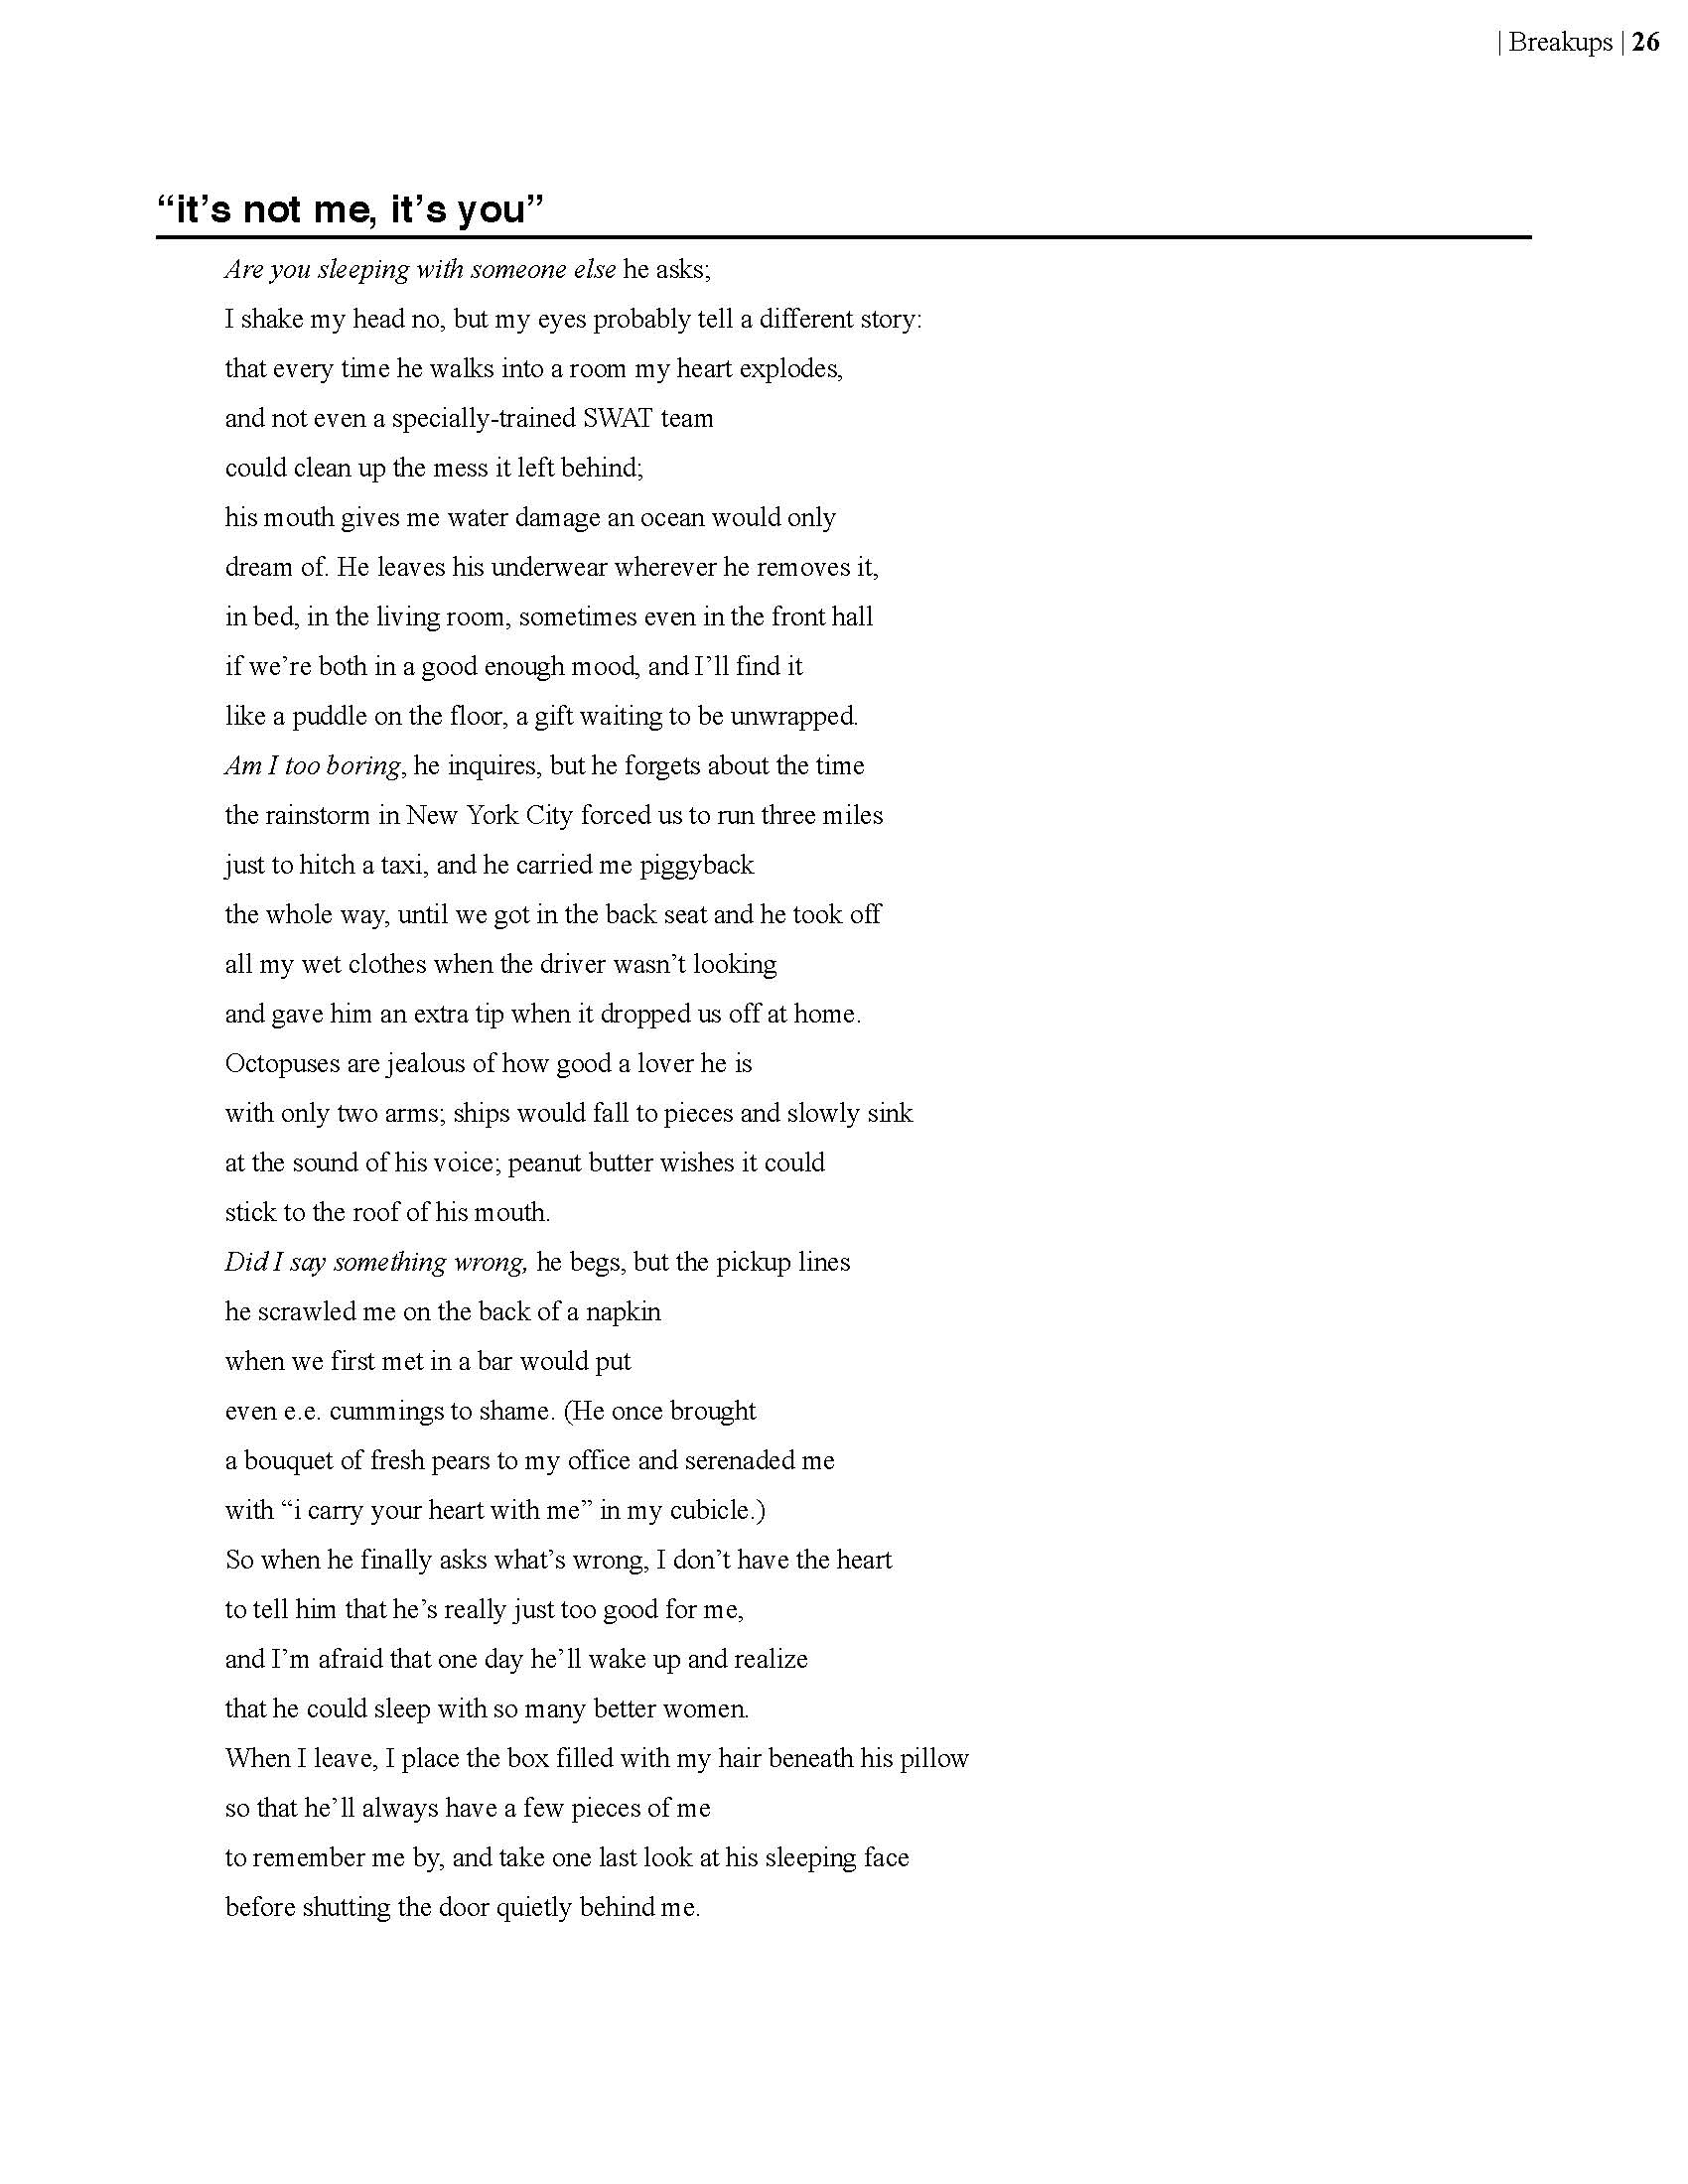 | Breakups | 26
“it’s not me, it’s you”
Are you sleeping with someone else he asks;
I shake my head no, but my eyes probably tell a different story:
that every time he walks into a room my heart explodes,
and not even a specially-trained SWAT team
could clean up the mess it left behind;
his mouth gives me water damage an ocean would only
dream of. He leaves his underwear wherever he removes it,
in bed, in the living room, sometimes even in the front hall
if we’re both in a good enough mood, and I’ll find it
like a puddle on the floor, a gift waiting to be unwrapped.
Am I too boring, he inquires, but he forgets about the time
the rainstorm in New York City forced us to run three miles
just to hitch a taxi, and he carried me piggyback
the whole way, until we got in the back seat and he took off
all my wet clothes when the driver wasn’t looking
and gave him an extra tip when it dropped us off at home.
Octopuses are jealous of how good a lover he is
with only two arms; ships would fall to pieces and slowly sink
at the sound of his voice; peanut butter wishes it could
stick to the roof of his mouth.
Did I say something wrong, he begs, but the pickup lines
he scrawled me on the back of a napkin
when we first met in a bar would put
even e.e. cummings to shame. (He once brought
a bouquet of fresh pears to my office and serenaded me
with “i carry your heart with me” in my cubicle.)
So when he finally asks what’s wrong, I don’t have the heart
to tell him that he’s really just too good for me,
and I’m afraid that one day he’ll wake up and realize
that he could sleep with so many better women.
When I leave, I place the box filled with my hair beneath his pillow
so that he’ll always have a few pieces of me
to remember me by, and take one last look at his sleeping face
before shutting the door quietly behind me.